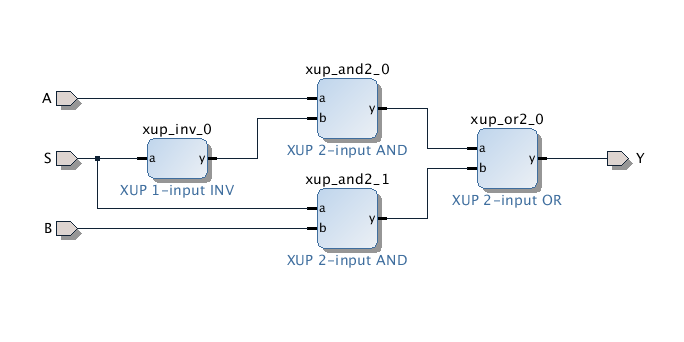 xup_and2_0
A
a
b
y
XUP 2-input AND
xup_inv_0
S
a
y
XUP 1-input INV
xup_or2_0
a
b
y
Y
XUP 2-input OR
xup_and2_1
a
B
b
y
XUP 2-input AND